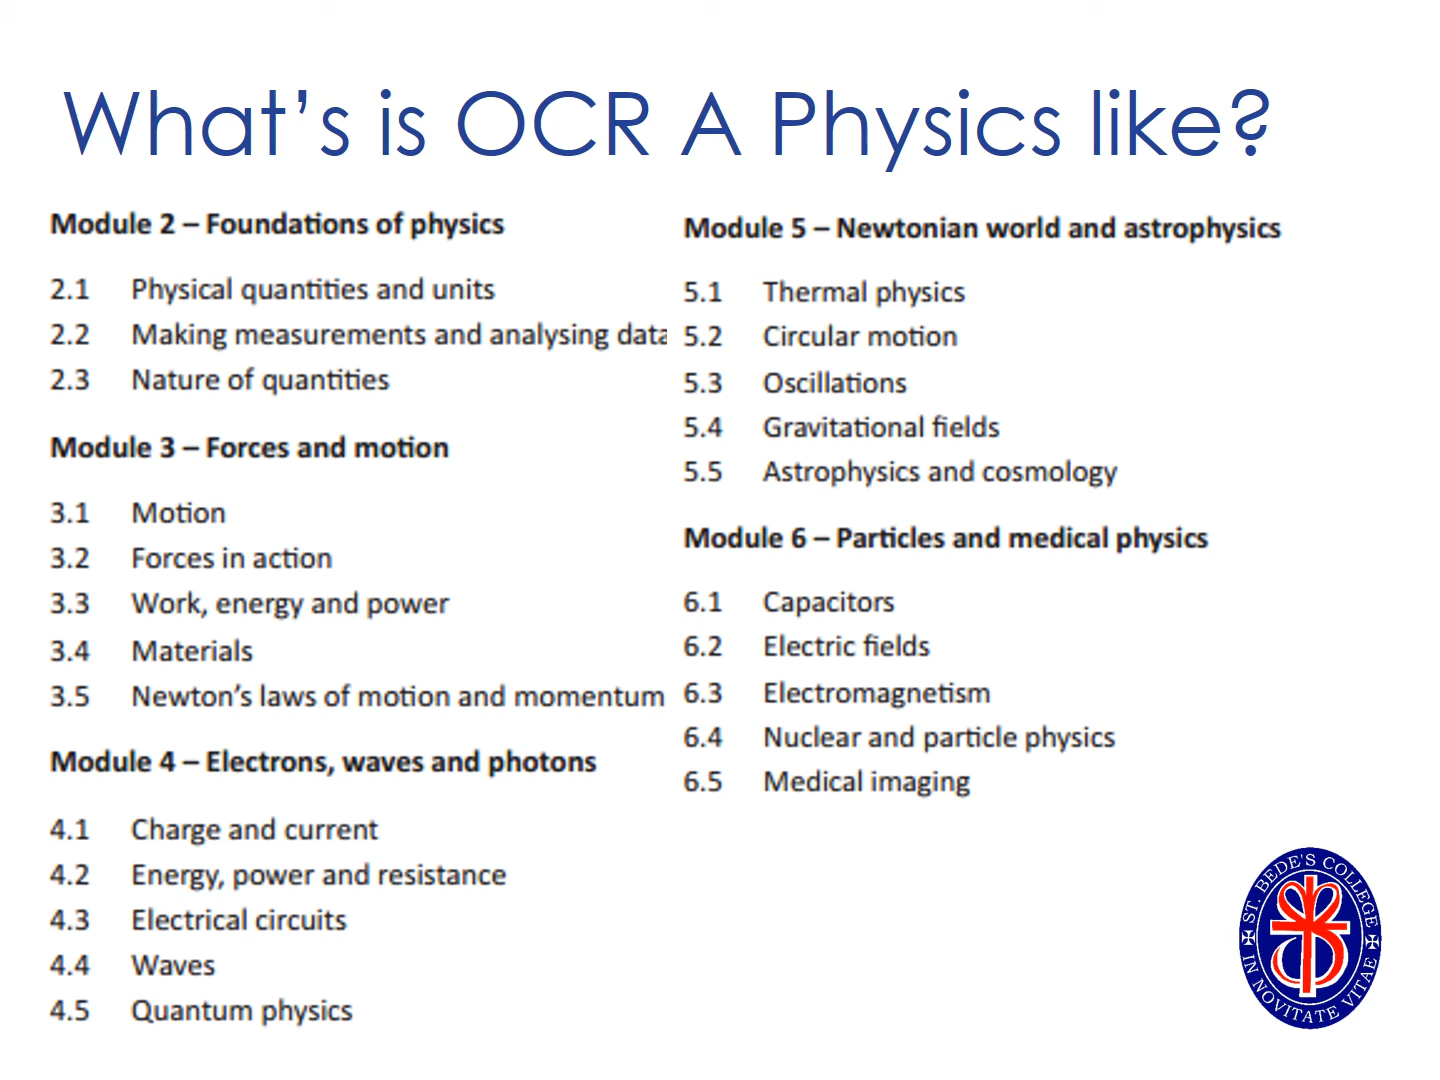 What's is OCR A Physics like?
Module 2 – Foundations of physics
2.1 Physical quantities and units
2.2 Making measurements and analysing data
2.3 Nature of quantities
Module 3 – Forces and motion
3.1 Motion
3.2 Forces in action
3.3 Work, energy and power
3.4 Materials
3.5 Newton's laws of motion and momentum
Module 4 – Electrons, waves and photons
4.1 Charge and current
4.2 Energy, power and resistance
4.3 Electrical circuits
4.4 Waves
4.5 Quantum physics
Module 5 – Newtonian world and astrophysics
5.1 Thermal physics
5.2 Circular motion
5.3 Oscillations
5.4 Gravitational fields
5.5 Astrophysics and cosmology
Module 6 – Particles and medical physics
6.1 Capacitors
6.2 Electric fields
6.3 Electromagnetism
6.4 Nuclear and particle physics
6.5 Medical imaging
ST. BEDE'S COLLEGE
IN NOVITATE VITAE